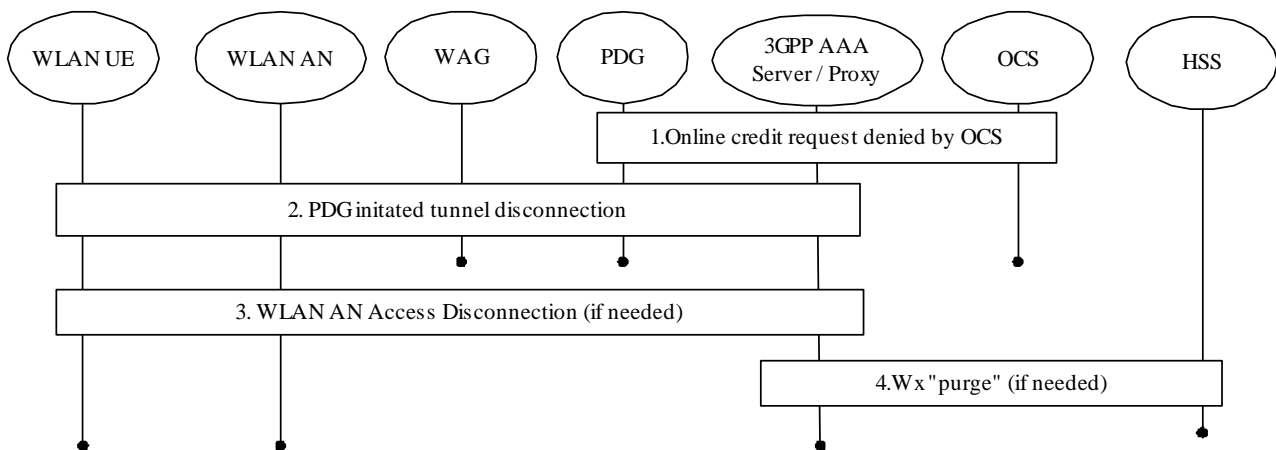 WLAN UE
WLAN AN
WAG
PDG
3GPP AAA
Server / Proxy
OCS
HSS
1.Online credit request denied by OCS
2. PDG initated tunnel disconnection
3. WLAN AN Access Disconnection (if needed)
4.Wx "purge" (if needed)